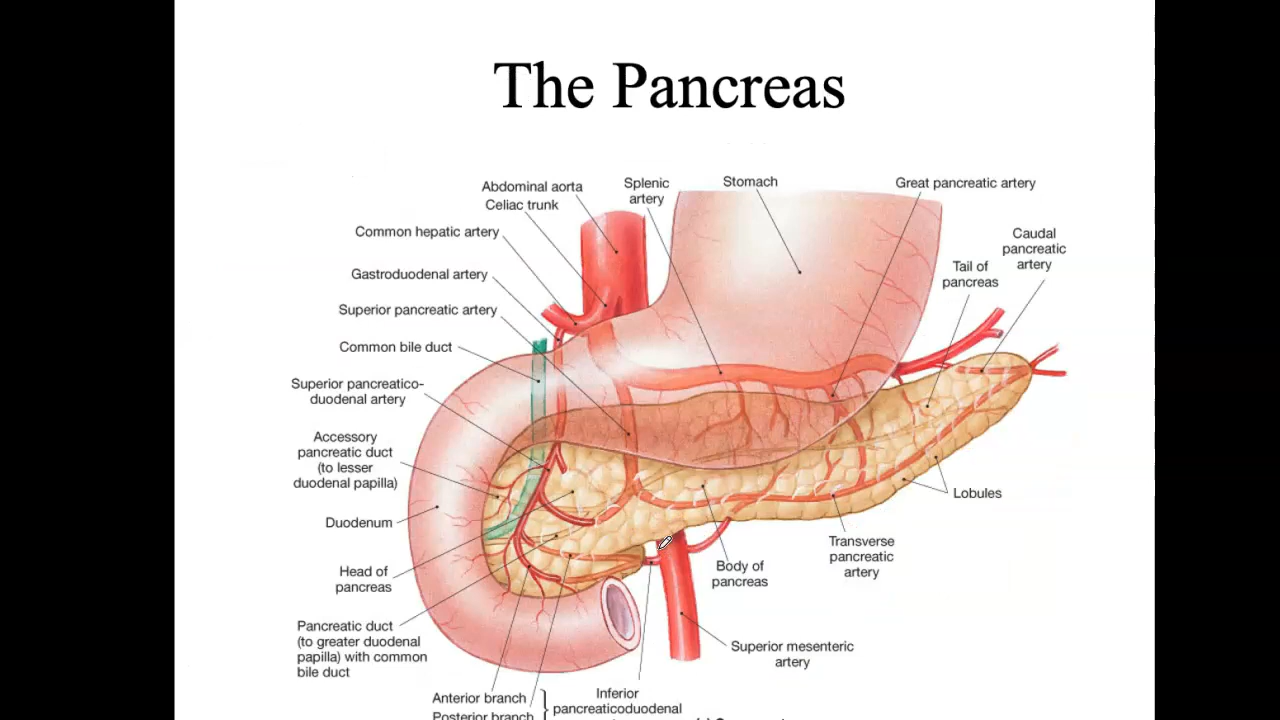 The Pancreas
Abdominal aorta
Celiac trunk
Splenic
artery
Stomach
Great pancreatic artery
Common hepatic artery
Caudal
pancreatic
artery
Gastroduodenal artery
Tail of
pancreas
Superior pancreatic artery
Common bile duct
Superior pancreatico-
duodenal artery
Accessory
pancreatic duct
(to lesser
duodenal papilla)
Lobules
Duodenum
Transverse
pancreatic
artery
Head of
pancreas
Body of
pancreas
Pancreatic duct
(to greater duodenal
papilla) with common
bile duct
Superior mesenteric
artery
Anterior branch
Posterior branch
Inferior
pancreaticoduodenal